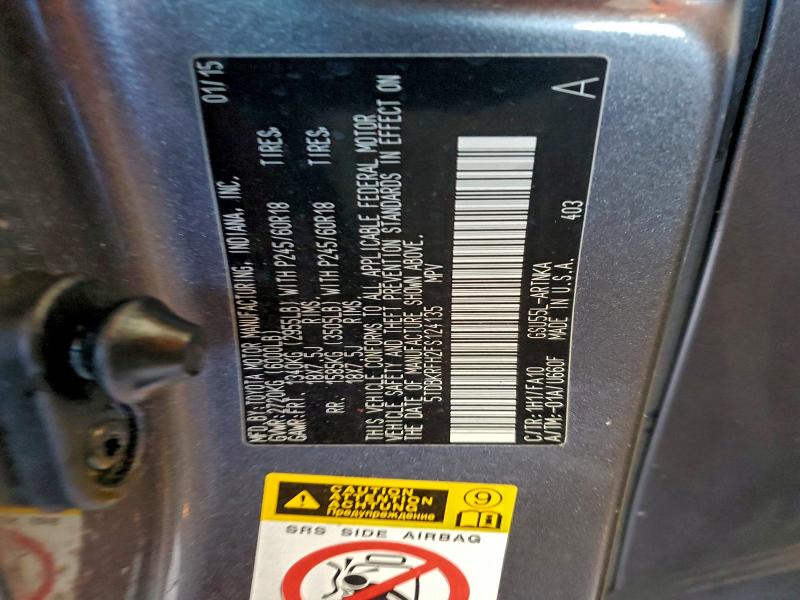 MFD.BY: TOYOTA MOTOR MANUFACTURING, INDIANA, INC. 01/15
GVWR: 2720KG (6000LB)
GAWR: FRT. 1340KG (2955LB) WITH P245/60R18 TIRES,
18X7.5J RIMS,
RR. 1585KG (3505LB) WITH P245/60R18 TIRES,
18X7.5J RIMS,
THIS VEHICLE CONFORMS TO ALL APPLICABLE FEDERAL MOTOR
VEHICLE SAFETY AND THEFT PREVENTION STANDARDS IN EFFECT ON
THE DATE OF MANUFACTURE SHOWN ABOVE.
MPV
A
C/TR: 1H1/FA10 GSU55L-ARTNKA 403
A/TM:-01A/U660F MADE IN U.S.A.
CAUTION
ATTENTION
ACHTUNG
Предупреждение
9
SRS SIDE AIRBAG